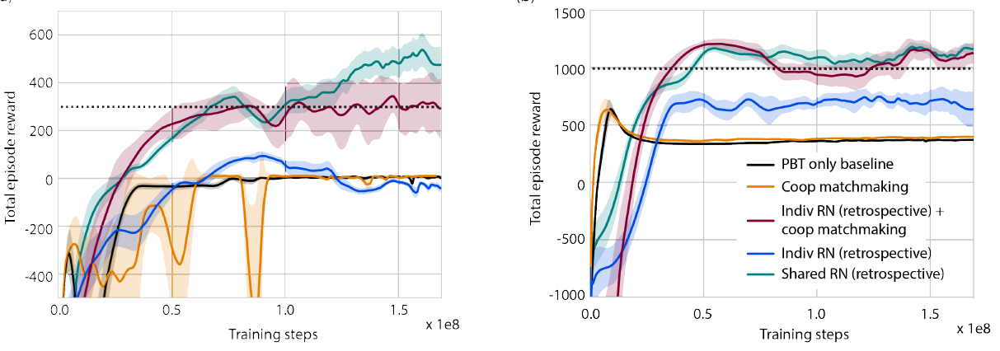 Total episode reward
600
400
200
0
-200
-400
0.0 0.5 1.0 1.5
x 1e8
Training steps
Total episode reward
1500
1000
500
0
-500
-1000
0.0 0.5 1.0 1.5
x 1e8
Training steps
PBT only baseline
Coop matchmaking
Indiv RN (retrospective) +
coop matchmaking
Indiv RN (retrospective)
Shared RN (retrospective)